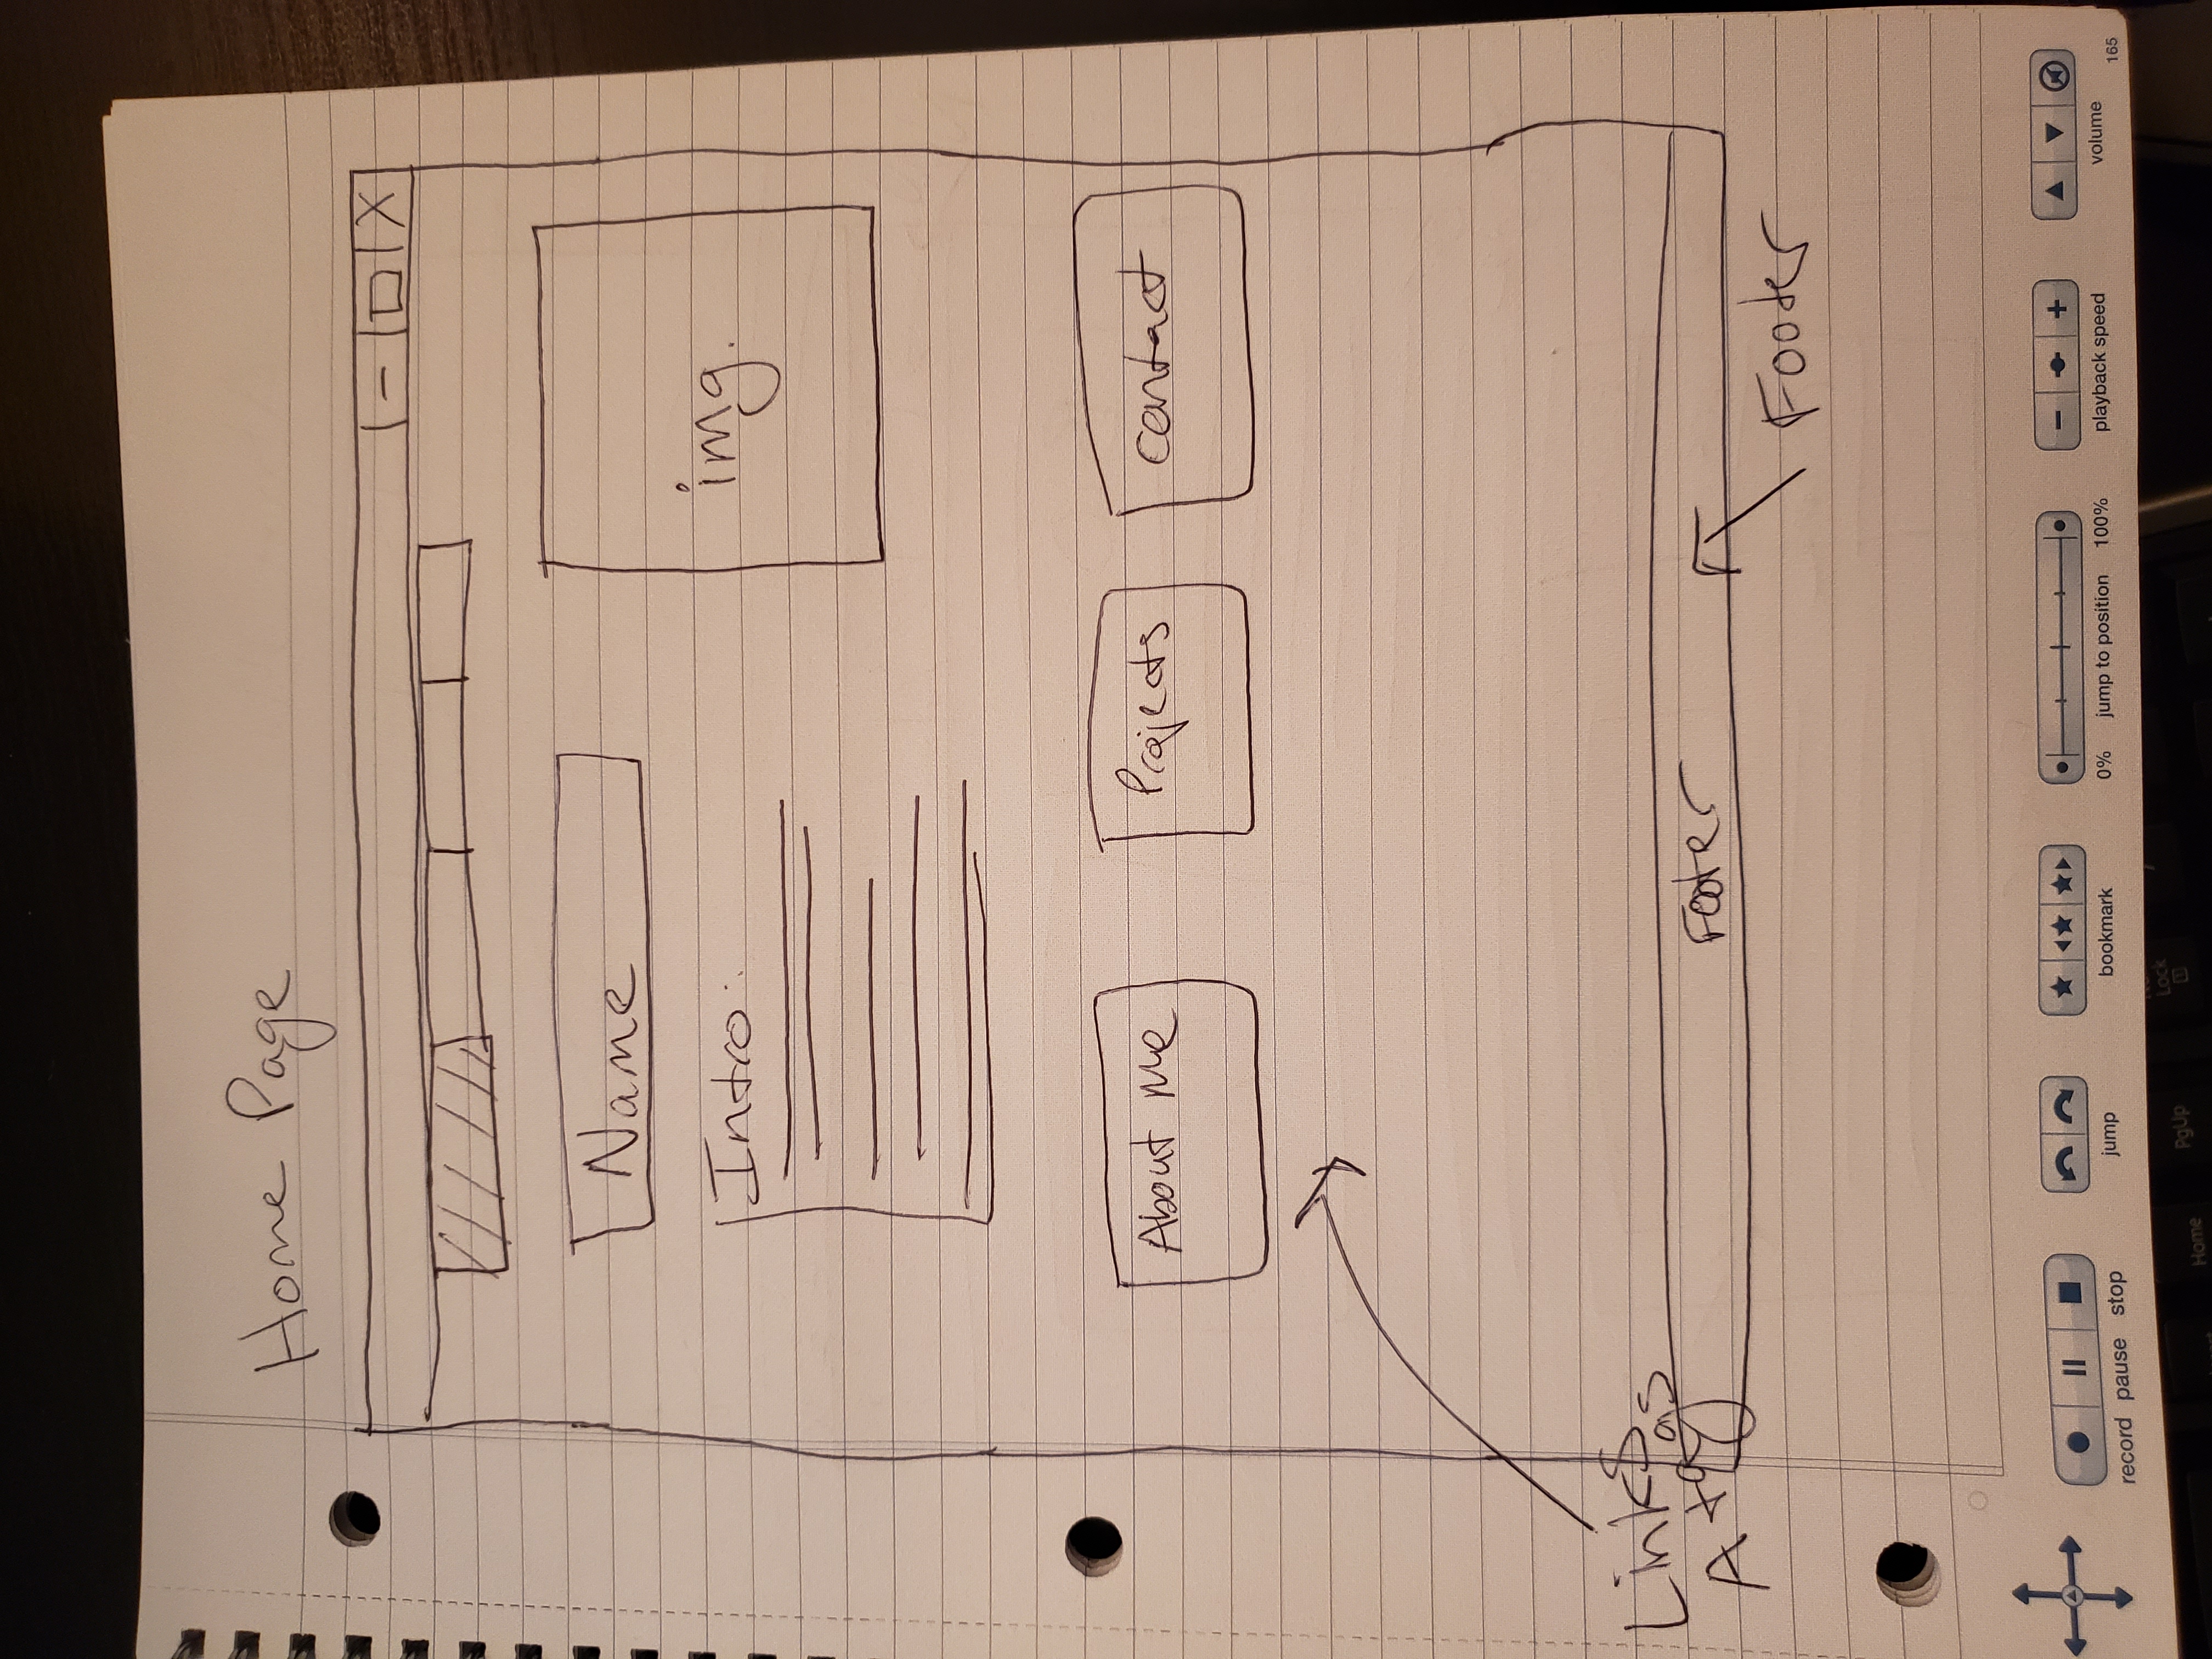 Home Page
X
Name
Intro:
img.
About Me
Projects
Contact
Links
A tags
Footer
Footer
record pause stop
jump
bookmark
0% jump to position 100%
playback speed
volume
165
Lock
Home
PgUp